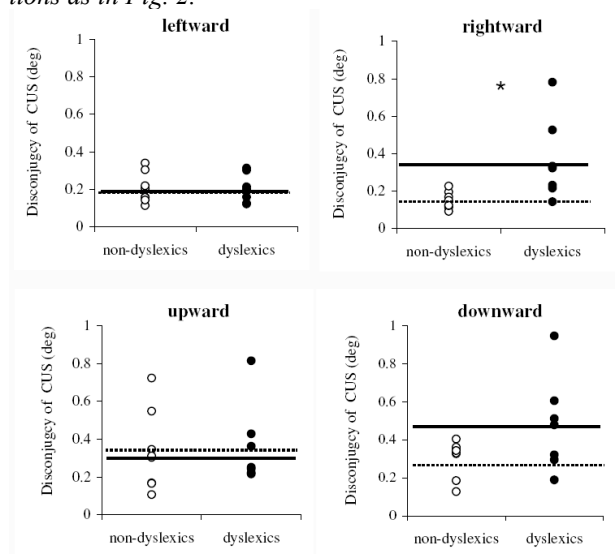 tions as in Fig. 2.
leftward
1
0.8
0.6
0.4
0.2
0
Disconjugcy of CUS (deg)
non-dyslexics dyslexics
rightward
1
0.8
0.6
0.4
0.2
0
Disconjugcy of CUS (deg)
*
non-dyslexics dyslexics
upward
1
0.8
0.6
0.4
0.2
0
Disconjugcy of CUS (deg)
non-dyslexics dyslexics
downward
1
0.8
0.6
0.4
0.2
0
Disconjugcy of CUS (deg)
non-dyslexics dyslexics